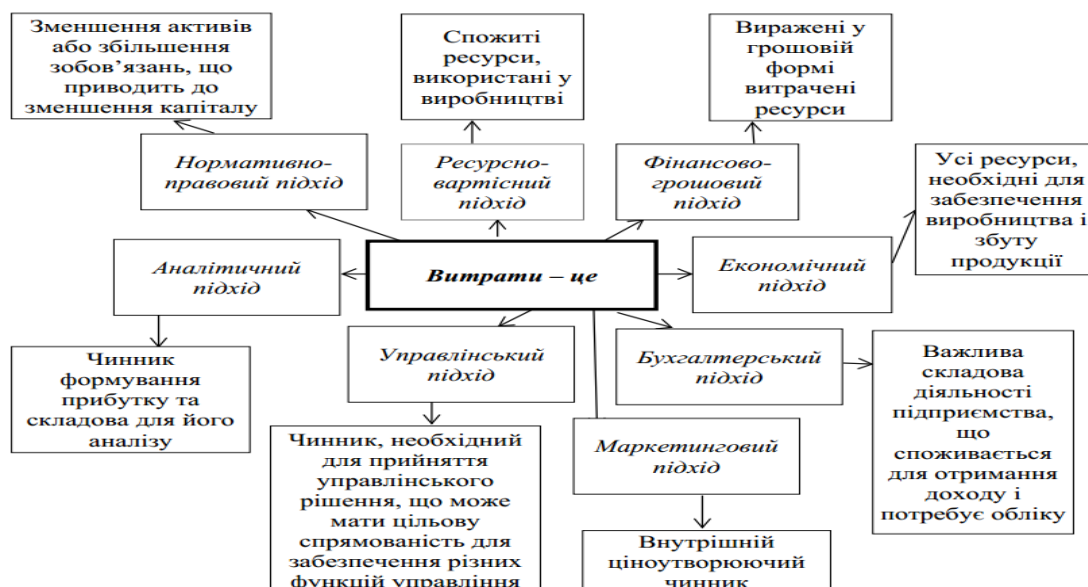 Зменшення активів
або збільшення
зобов’язань, що
приводить до
зменшення капіталу
Спожиті
ресурси,
використані у
виробництві
Виражені у
грошовій
формі
витрачені
ресурси
Нормативно-
правовий підхід
Ресурсно-
вартісний
підхід
Фінансово-
грошовий
підхід
Усі ресурси,
необхідні для
забезпечення
виробництва і
збуту
продукції
Аналітичний
підхід
Витрати – це
Економічний
підхід
Управлінський
підхід
Бухгалтерський
підхід
Чинник
формування
прибутку та
складова для його
аналізу
Важлива
складова
діяльності
підприємства,
що
споживається
для отримання
доходу і
потребує обліку
Чинник, необхідний
для прийняття
управлінського
рішення, що може
мати цільову
спрямованість для
забезпечення різних
функцій управління
Маркетинговий
підхід
Внутрішній
ціноутворюючий
чинник